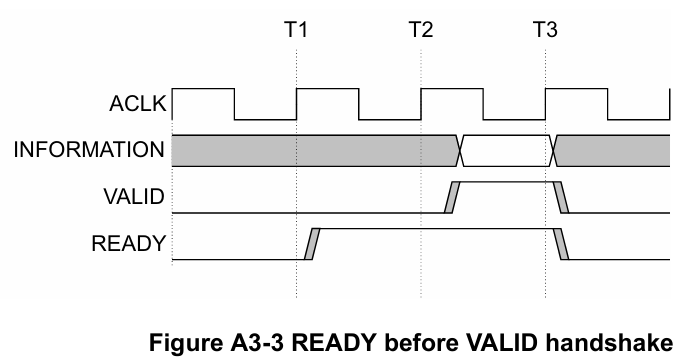 T1 T2 T3
ACLK
INFORMATION
VALID
READY
Figure A3-3 READY before VALID handshake